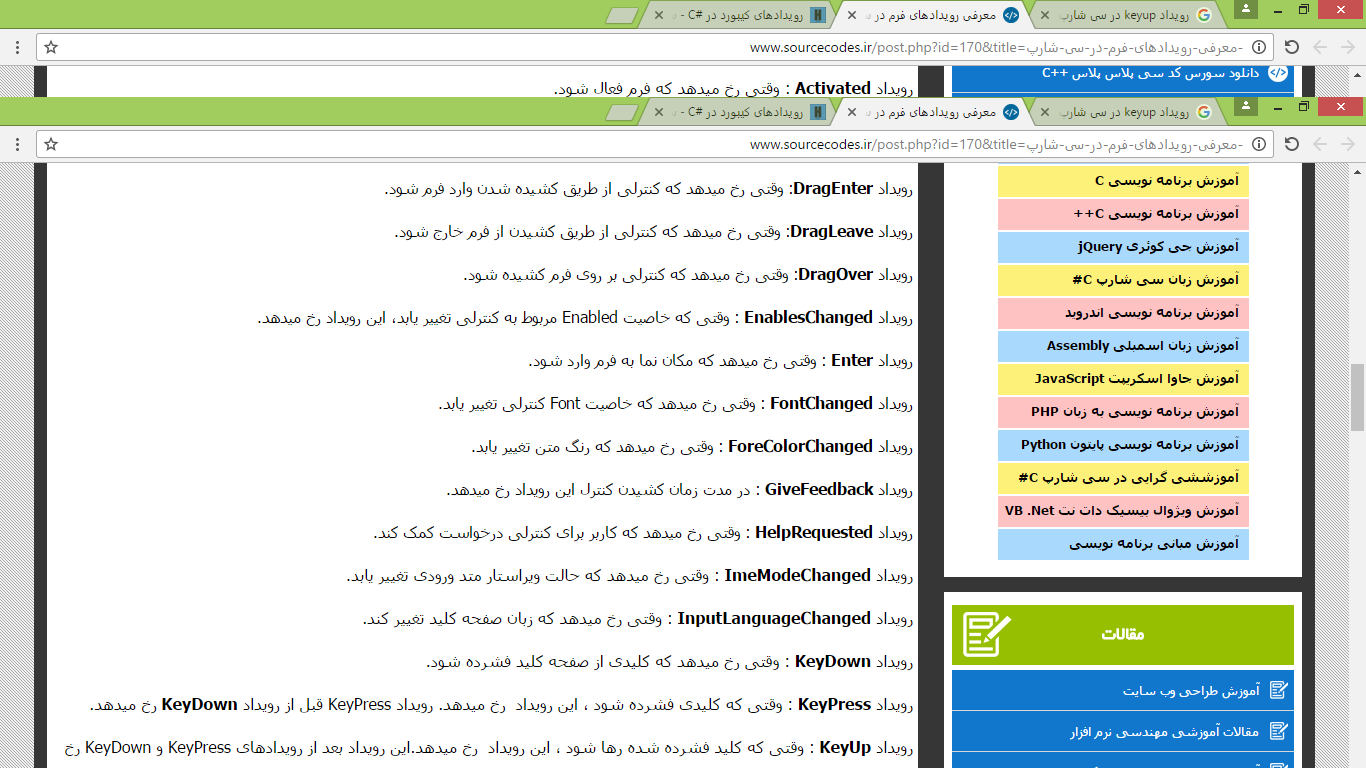 رویداد keyup در سی شارپ
معرفی رویدادهای فرم در
رویدادهای کیبورد در C# -
www.sourcecodes.ir/post.php?id=170&title=معرفی-رویدادهای-فرم-در-سی-شارپ-
دانلود سورس کد سی پلاس پلاس C++
رویداد Activated : وقتی رخ میدهد که فرم فعال شود.
رویداد keyup در سی شارپ
معرفی رویدادهای فرم در
رویدادهای کیبورد در C# -
www.sourcecodes.ir/post.php?id=170&title=معرفی-رویدادهای-فرم-در-سی-شارپ-
آموزش برنامه نویسی C
آموزش برنامه نویسی C++
آموزش جی کوئری jQuery
آموزش زبان سی شارپ C#
آموزش برنامه نویسی اندروید
آموزش زبان اسمبلی Assembly
آموزش جاوا اسکریپت JavaScript
آموزش برنامه نویسی به زبان PHP
آموزش برنامه نویسی پایتون Python
آموزششی گرایی در سی شارپ C#
آموزش ویژوال بیسیک دات نت VB .Net
آموزش مبانی برنامه نویسی
مقالات
آموزش طراحی وب سایت
مقالات آموزشی مهندسی نرم افزار
رویداد DragEnter: وقتی رخ میدهد که کنترلی از طریق کشیده شدن وارد فرم شود.
رویداد DragLeave: وقتی رخ میدهد که کنترلی از طریق کشیدن از فرم خارج شود.
رویداد DragOver: وقتی رخ میدهد که کنترلی بر روی فرم کشیده شود.
رویداد EnablesChanged : وقتی که خاصیت Enabled مربوط به کنترلی تغییر یابد، این رویداد رخ میدهد.
رویداد Enter : وقتی رخ میدهد که مکان نما به فرم وارد شود.
رویداد FontChanged : وقتی رخ میدهد که خاصیت Font کنترلی تغییر یابد.
رویداد ForeColorChanged : وقتی رخ میدهد که رنگ متن تغییر یابد.
رویداد GiveFeedback : در مدت زمان کشیدن کنترل این رویداد رخ میدهد.
رویداد HelpRequested : وقتی رخ میدهد که کاربر برای کنترلی درخواست کمک کند.
رویداد ImeModeChanged : وقتی رخ میدهد که حالت ویراستار متد ورودی تغییر یابد.
رویداد InputLanguageChanged : وقتی رخ میدهد که زبان صفحه کلید تغییر کند.
رویداد KeyDown : وقتی رخ میدهد که کلیدی از صفحه کلید فشرده شود.
رویداد KeyPress : وقتی که کلیدی فشرده شود ، این رویداد رخ میدهد. رویداد KeyPress قبل از رویداد KeyDown رخ میدهد.
رویداد KeyUp : وقتی که کلید فشرده شده رها شود ، این رویداد رخ میدهد.این رویداد بعد از رویدادهای KeyPress و KeyDown رخ